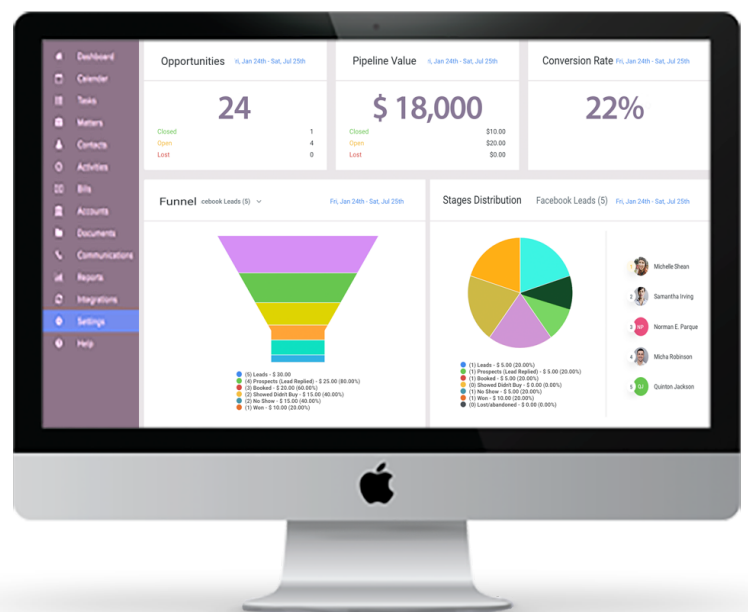 Dashboard
Calender
Tasks
Matters
Contacts
Activities
Bills
Accounts
Documents
Communications
Reports
Integrations
Settings
Help
Opportunities ri, Jan 24th - Sat, Jul 25th
24
Closed 1
Open 4
Lost 0
Pipeline Value i, Jan 24th - Sat, Jul 25th
$ 18,000
Closed $10.00
Open $20.00
Lost $0.00
Conversion Rate Fri, Jan 24th - Sat, Jul 25th
22%
Funnel cebook Leads (5) Fri, Jan 24th - Sat, Jul 25th
(5) Leads - $ 30.00
(4) Prospects (Lead Replied) - $ 25.00 (80.00%)
(3) Booked - $ 20.00 (60.00%)
(2) Showed Didn't Buy - $ 15.00 (40.00%)
(2) No Show - $ 15.00 (40.00%)
(1) Won - $ 10.00 (20.00%)
Stages Distribution Facebook Leads (5) Fri, Jan 24th - Sat, Jul 25th
(1) Leads - $ 5.00 (20.00%)
(1) Prospects (Lead Replied) - $ 5.00 (20.00%)
(1) Booked - $ 5.00 (20.00%)
(0) Showed Didn't Buy - $ 0.00 (0.00%)
(1) No Show - $ 5.00 (20.00%)
(1) Won - $ 10.00 (20.00%)
(0) Lost/abandoned - $ 0.00 (0.00%)
Michelle Shean
2 Samantha Irving
3 NP Norman E. Parque
4 Micha Robinson
5 QJ Quinton Jackson